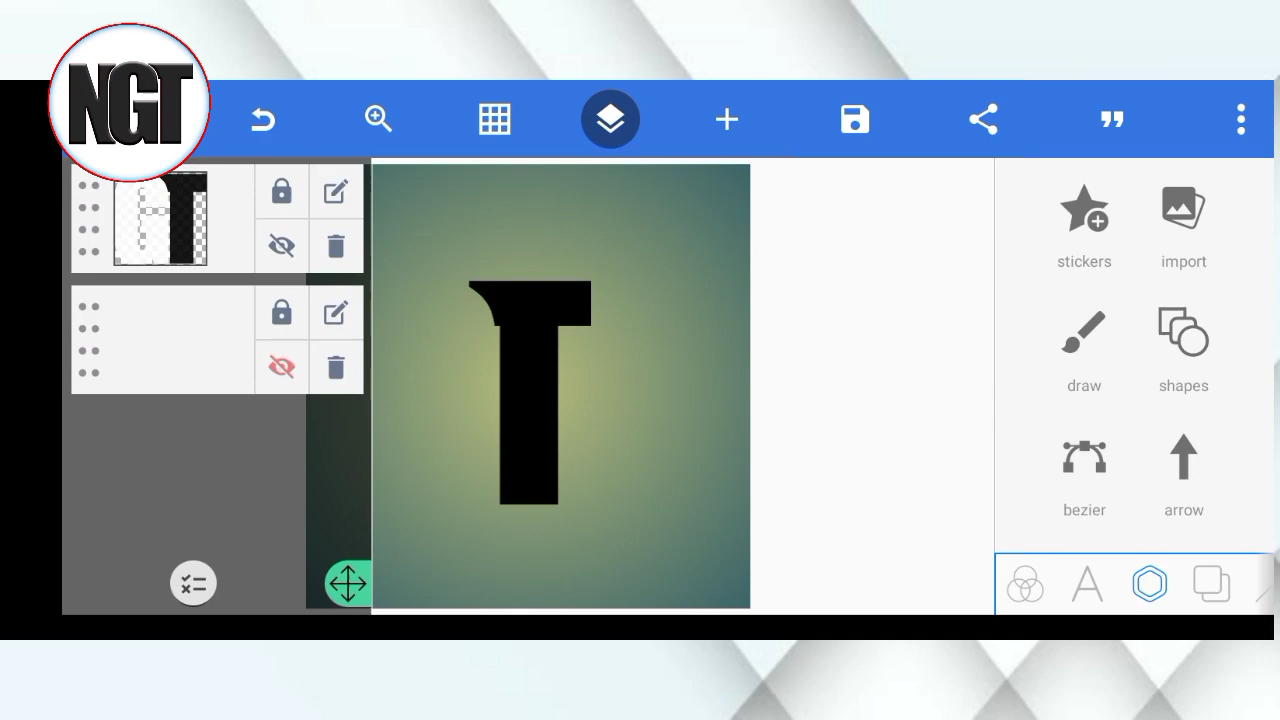 NGT
T
stickers
import
draw
shapes
bezier
arrow